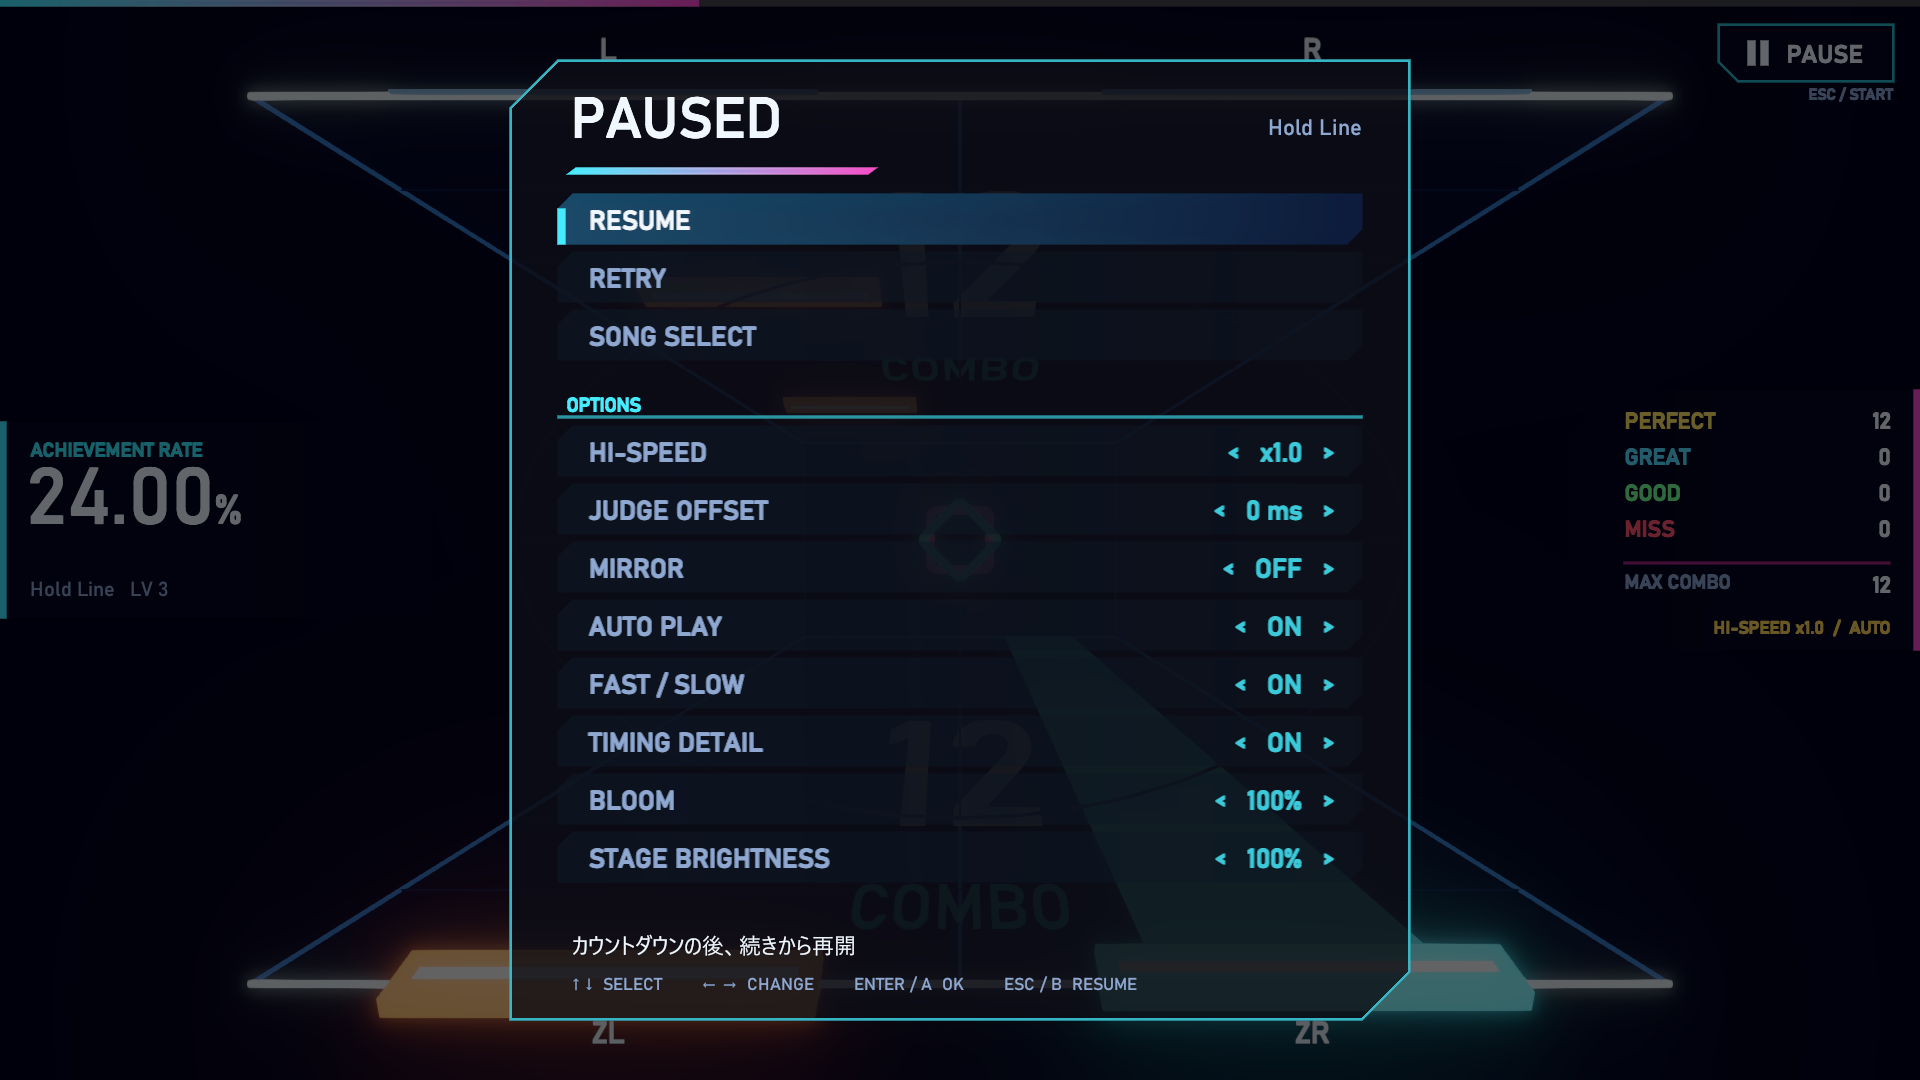 L
R
PAUSE
ESC / START
PAUSED
Hold Line
RESUME
12
RETRY
SONG SELECT
COMBO
OPTIONS
HI-SPEED < x1.0 >
JUDGE OFFSET < 0 ms >
MIRROR < OFF >
AUTO PLAY < ON >
FAST / SLOW < ON >
TIMING DETAIL < ON >
BLOOM < 100% >
STAGE BRIGHTNESS < 100% >
12
COMBO
カウントダウンの後、続きから再開
↑↓ SELECT ←→ CHANGE ENTER / A OK ESC / B RESUME
ACHIEVEMENT RATE
24.00%
Hold Line LV 3
PERFECT 12
GREAT 0
GOOD 0
MISS 0
MAX COMBO 12
HI-SPEED x1.0 / AUTO
ZL
ZR